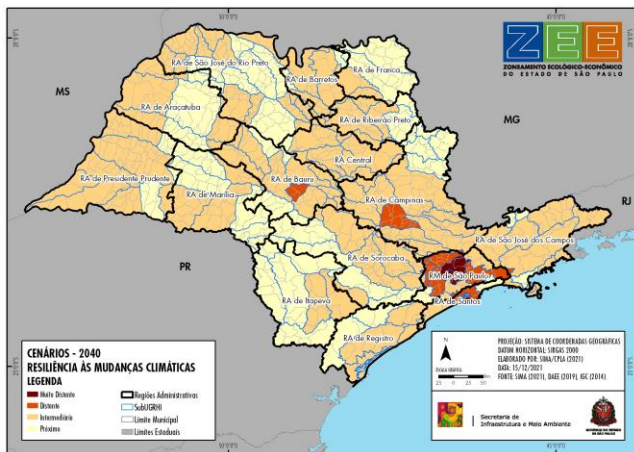 50°0'W
45°0'W
ZEE
ZONEAMENTO ECOLÓGICO-ECONÔMICO
DO ESTADO DE SÃO PAULO
MS
MG
RJ
PR
RA de São José do Rio Preto
RA de Barretos
RA de Franca
RA de Araçatuba
RA de Ribeirão Preto
RA Central
RA de Presidente Prudente
RA de Bauru
RA de Marília
RA de Campinas
RA de São José dos Campos
RA de Sorocaba
RM de São Paulo
RA de Itapeva
RA de Santos
RA de Registro
CENÁRIOS - 2040
RESILIÊNCIA ÀS MUDANÇAS CLIMÁTICAS
LEGENDA
Muito Distante
Distante
Intermediário
Próximo
Regiões Administrativas
SubUGRHI
Limite Municipal
Limites Estaduais
N
PROJEÇÃO: SISTEMA DE COORDENADAS GEOGRÁFICAS
DATUM HORIZONTAL: SIRGAS 2000
ELABORADO POR: SIMA/CPLA (2021)
DATA: 15/12/2021
FONTE: SIMA (2021), DAEE (2019), IGC (2014)
Secretaria de
Infraestrutura e Meio Ambiente